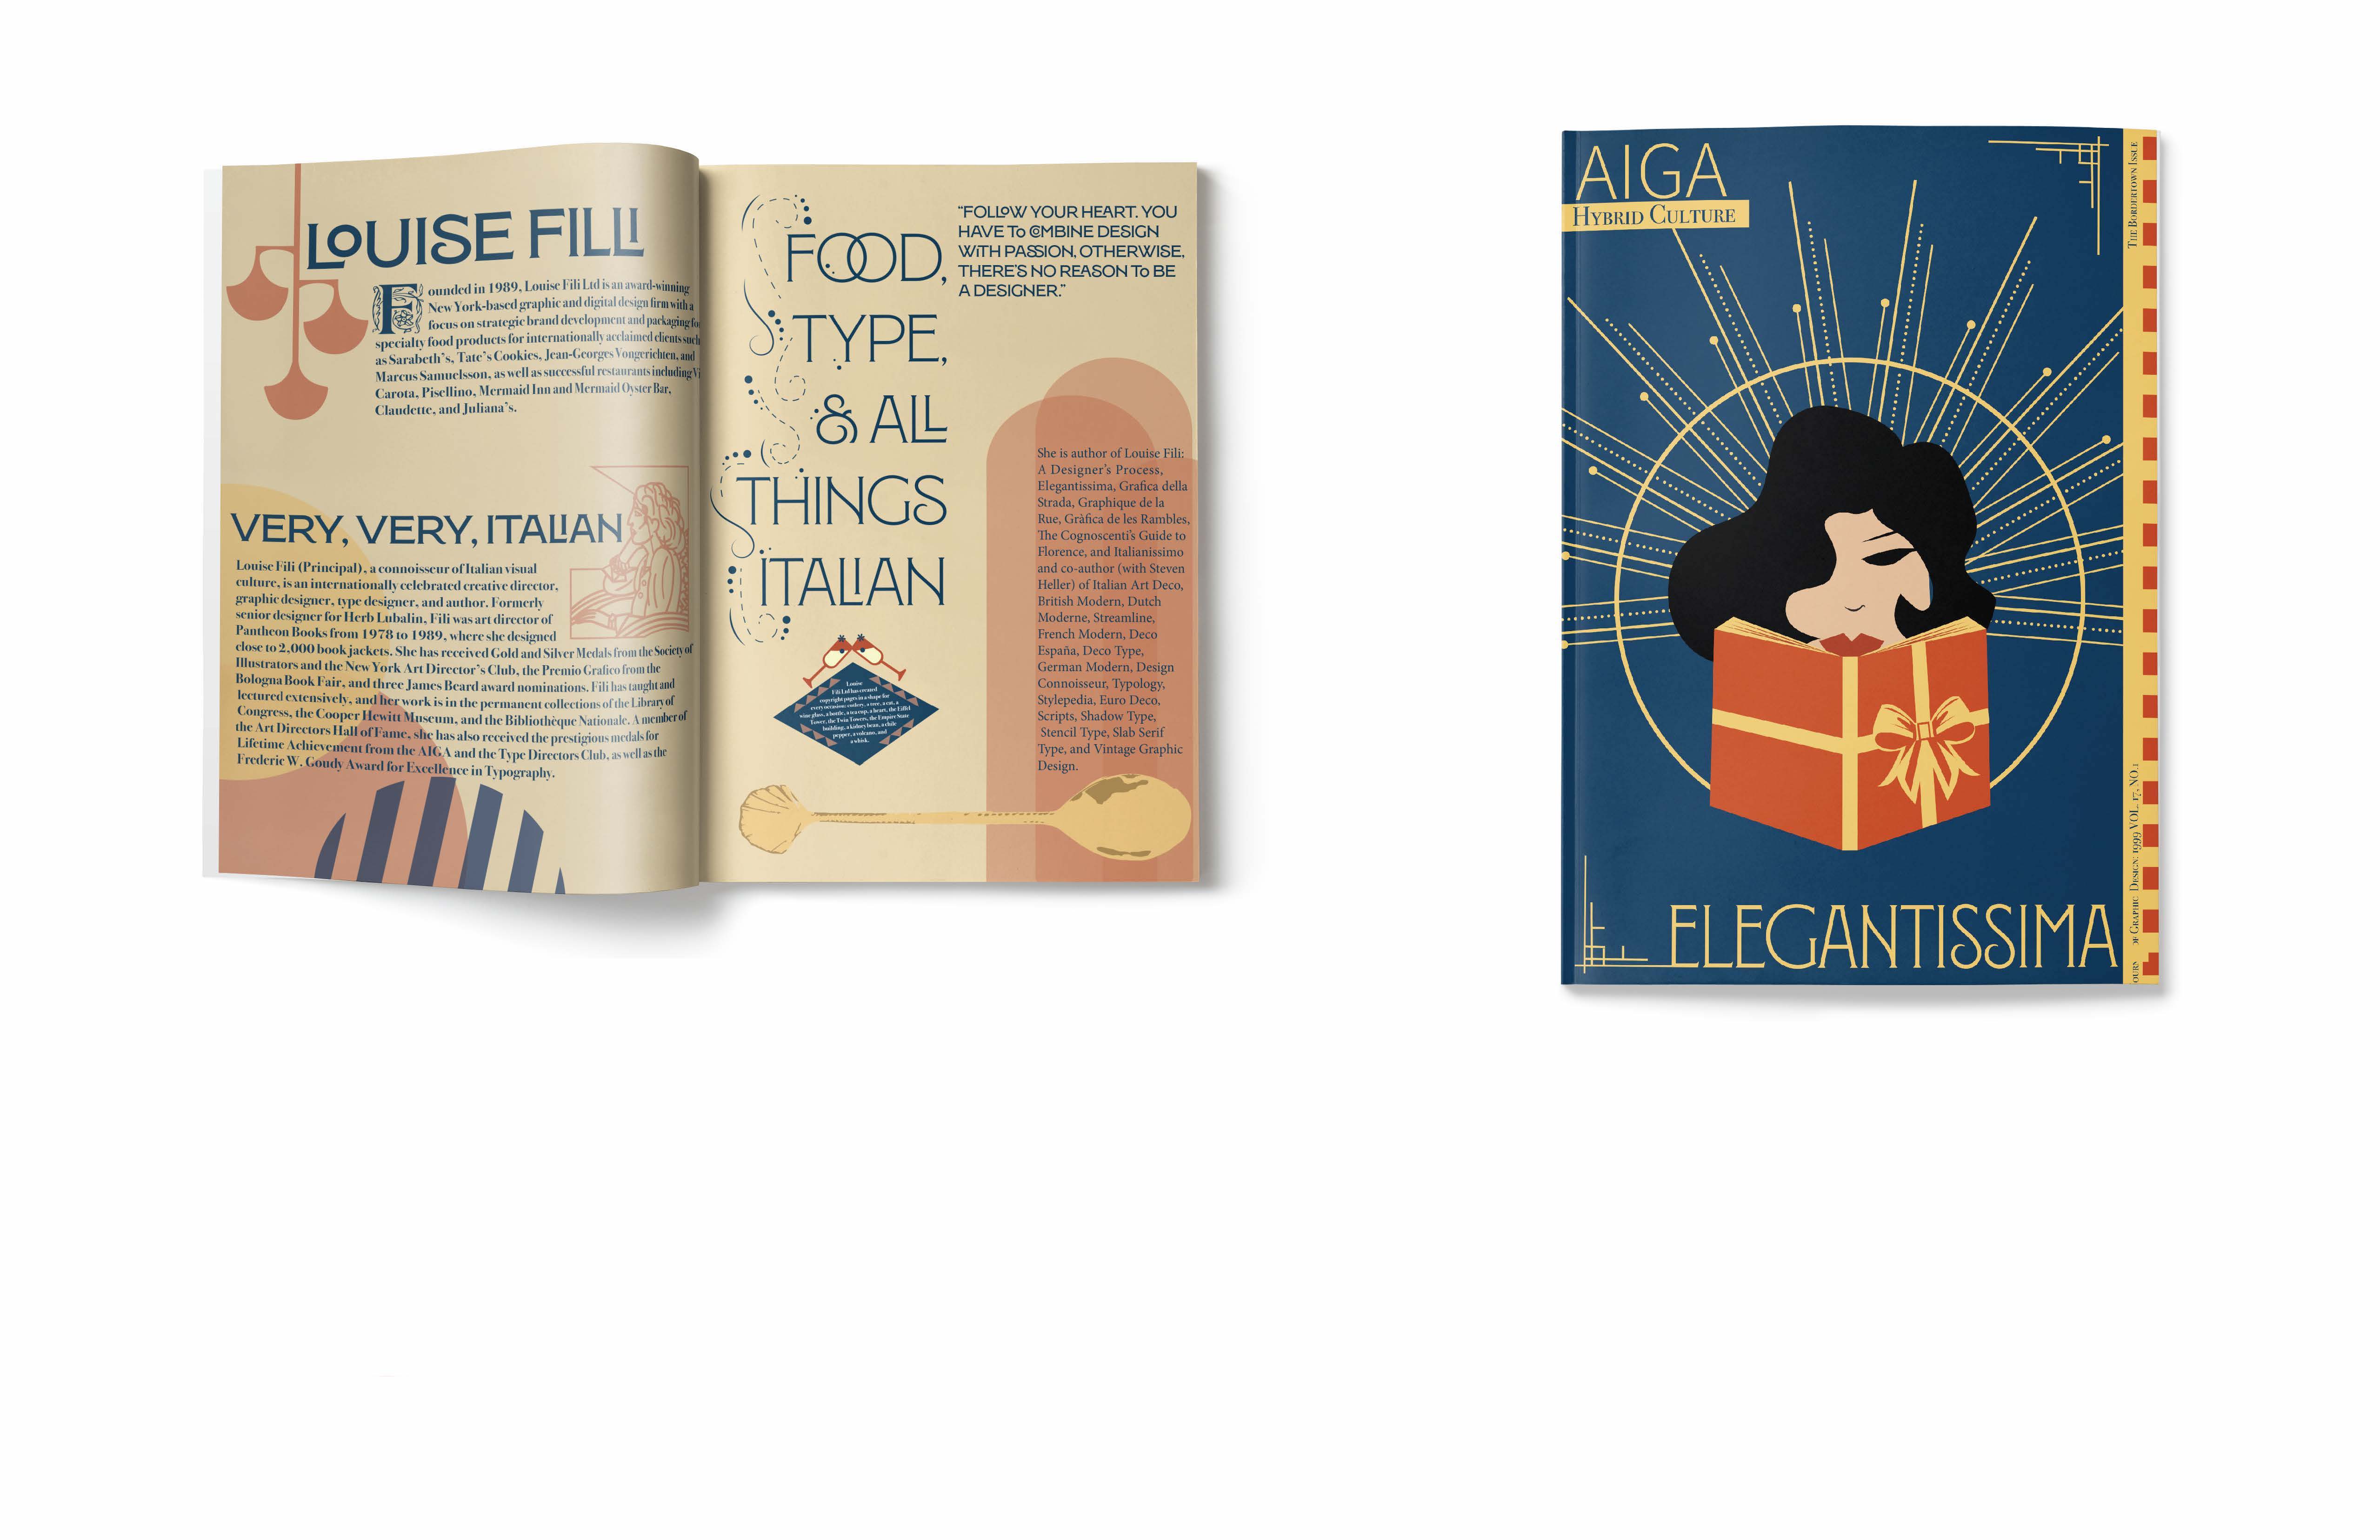 LOUISE FILLI
Founded in 1989, Louise Fili Ltd is an award-winning
New York-based graphic and digital design firm with a
focus on strategic brand development and packaging fo
specialty food products for internationally acclaimed clients such
as Sarabeth's, Tate's Cookies, Jean-Georges Vongerichten, and
Marcus Samuelsson, as well as successful restaurants including Vi
Carota, Pisellino, Mermaid Inn and Mermaid Oyster Bar,
Claudette, and Juliana's.
VERY, VERY, ITALIAN
Louise Fili (Principal), a connoisseur of Italian visual
culture, is an internationally celebrated creative director,
graphic designer, type designer, and author. Formerly
senior designer for Herb Lubalin, Fili was art director of
Pantheon Books from 1978 to 1989, where she designed
close to 2,000 book jackets. She has received Gold and Silver Medals from the Society of
Illustrators and the New York Art Director's Club, the Premio Grafico from the
Bologna Book Fair, and three James Beard award nominations. Fili has taught and
lectured extensively, and her work is in the permanent collections of the Library of
Congress, the Cooper Hewitt Museum, and the Bibliothèque Nationale. A member of
the Art Directors Hall of Fame, she has also received the prestigious medals for
Lifetime Achievement from the AIGA and the Type Directors Club, as well as the
Frederic W. Goudy Award for Excellence in Typography.
FOOD,
TYPE,
& ALL
THINGS
ITALIAN
"FOLLOW YOUR HEART. YOU
HAVE To COMBINE DESIGN
WiTH PASSION, OTHERWISE,
THERE'S NO REASON To BE
A DESIGNER."
She is author of Louise Fili:
A Designer's Process,
Elegantissima, Grafica della
Strada, Graphique de la
Rue, Gràfica de les Rambles,
The Cognoscenti's Guide to
Florence, and Italianissimo
and co-author (with Steven
Heller) of Italian Art Deco,
British Modern, Dutch
Moderne, Streamline,
French Modern, Deco
España, Deco Type,
German Modern, Design
Connoisseur, Typology,
Stylepedia, Euro Deco,
Scripts, Shadow Type,
Stencil Type, Slab Serif
Type, and Vintage Graphic
Design.
Louise
Fili Ltd has created
copyright pages in a shape for
every occasion: cutlery, a tree, a cat, a
wine glass, a bottle, a tea cup, a heart, the Eiffel
Tower, the Twin Towers, the Empire State
building, a kidney bean, a chile
pepper, a volcano, and
a whisk.
AIGA
HYBRID CULTURE
ELEGANTISSIMA
THE BORDERTOWN ISSUE
OURN OF GRAPHIC DESIGN: 1999 VOL. 17, NO.1